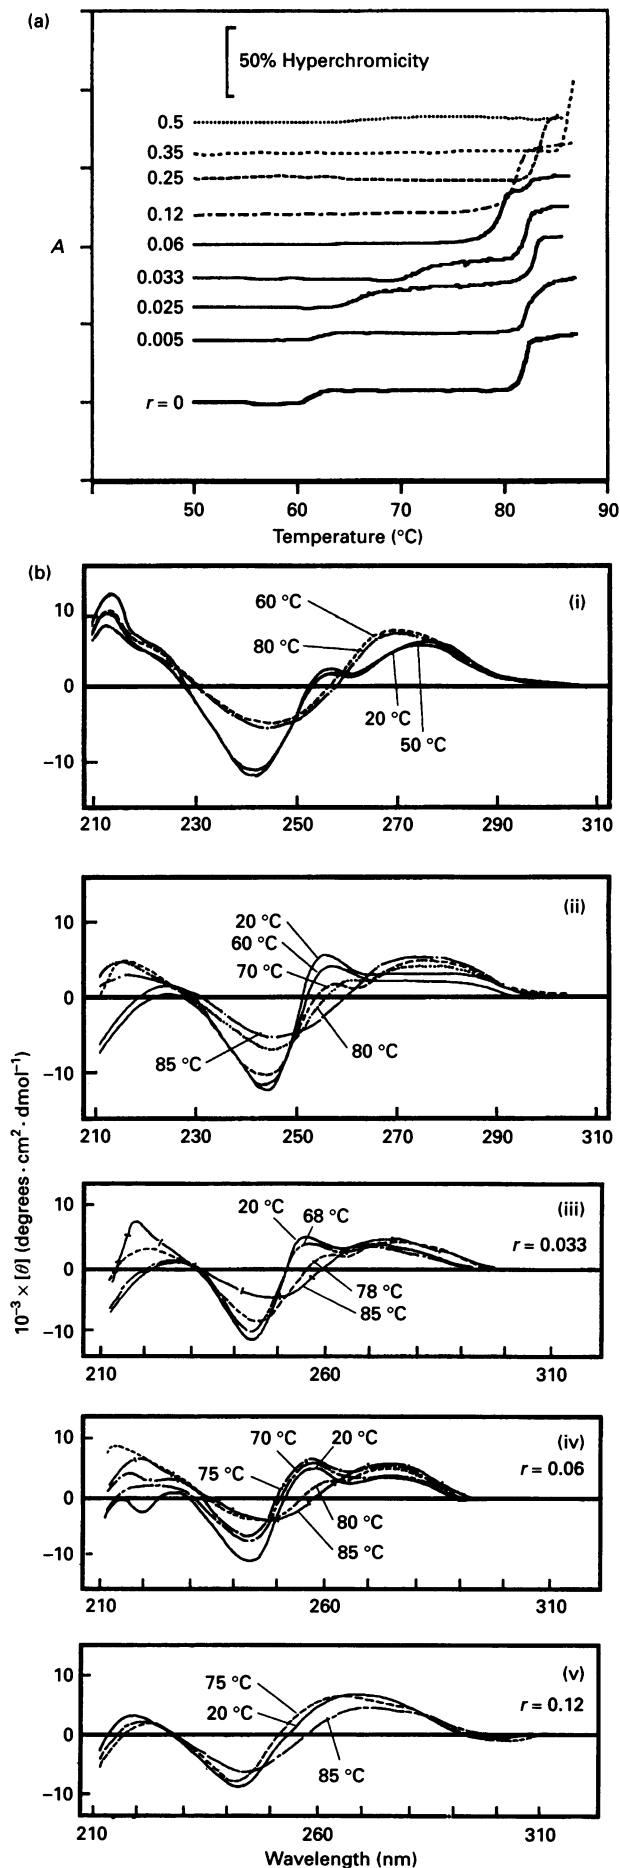 (a)
50% Hyperchromicity
0.5
0.35
0.25
0.12
0.06
0.033
0.025
0.005
r = 0
A
50 60 70 80 90
Temperature (°C)
(b)
(i)
60 °C
80 °C
20 °C
50 °C
10
0
−10
210 230 250 270 290 310
(ii)
20 °C
60 °C
70 °C
80 °C
85 °C
10
0
−10
210 230 250 270 290 310
(iii)
r = 0.033
20 °C 68 °C
78 °C
85 °C
10
0
−10
210 260 310
(iv)
r = 0.06
70 °C 20 °C
75 °C
80 °C
85 °C
10
0
−10
210 260 310
(v)
r = 0.12
75 °C
20 °C
85 °C
10
0
−10
210 260 310
Wavelength (nm)
10⁻³ × [θ] (degrees · cm² · dmol⁻¹)